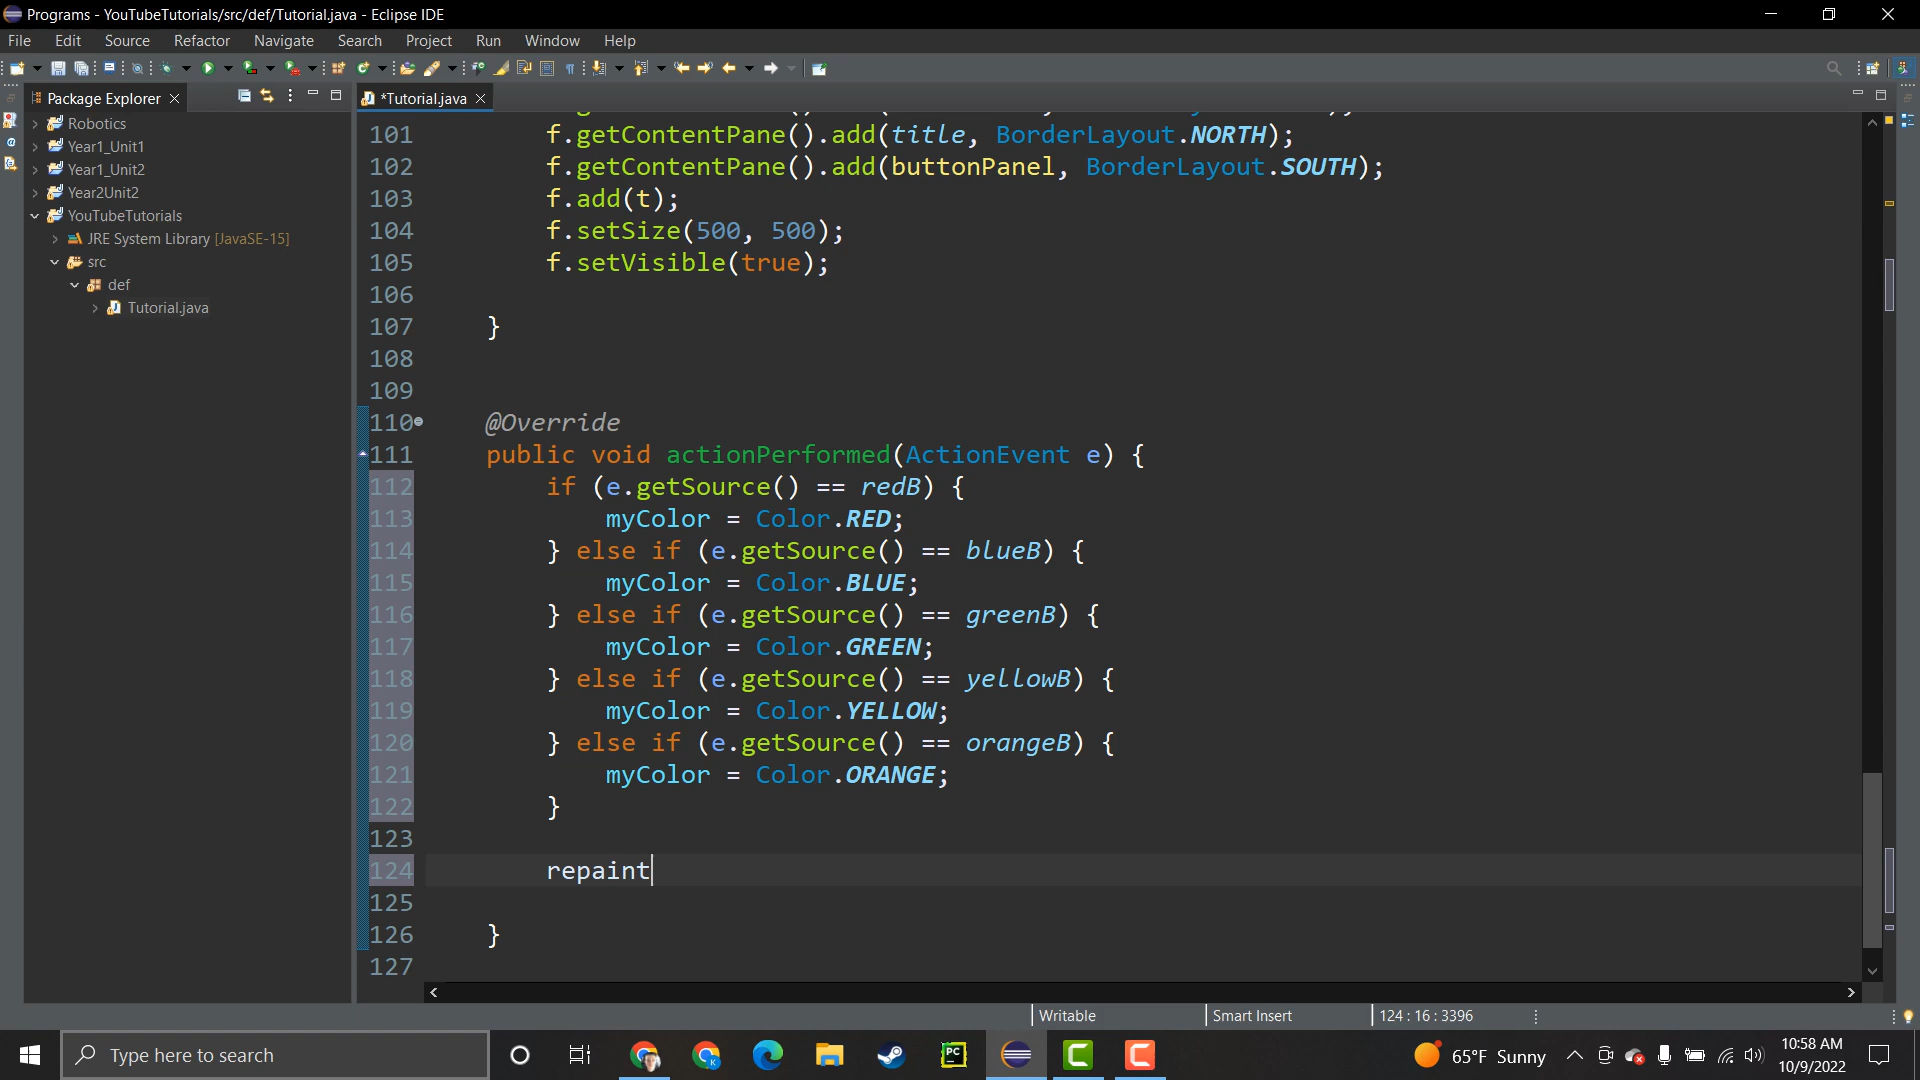 Programs - YouTubeTutorials/src/def/Tutorial.java - Eclipse IDE
File Edit Source Refactor Navigate Search Project Run Window Help
Package Explorer
*Tutorial.java
Robotics
Year1_Unit1
Year1_Unit2
Year2Unit2
YouTubeTutorials
JRE System Library [JavaSE-15]
src
def
Tutorial.java
101 f.getContentPane().add(title, BorderLayout.NORTH);
102 f.getContentPane().add(buttonPanel, BorderLayout.SOUTH);
103 f.add(t);
104 f.setSize(500, 500);
105 f.setVisible(true);
106
107 }
108
109
110 @Override
111 public void actionPerformed(ActionEvent e) {
112 if (e.getSource() == redB) {
113 myColor = Color.RED;
114 } else if (e.getSource() == blueB) {
115 myColor = Color.BLUE;
116 } else if (e.getSource() == greenB) {
117 myColor = Color.GREEN;
118 } else if (e.getSource() == yellowB) {
119 myColor = Color.YELLOW;
120 } else if (e.getSource() == orangeB) {
121 myColor = Color.ORANGE;
122 }
123
124 repaint
125
126 }
127
Writable Smart Insert 124 : 16 : 3396
Type here to search
PC
65°F Sunny
10:58 AM
10/9/2022